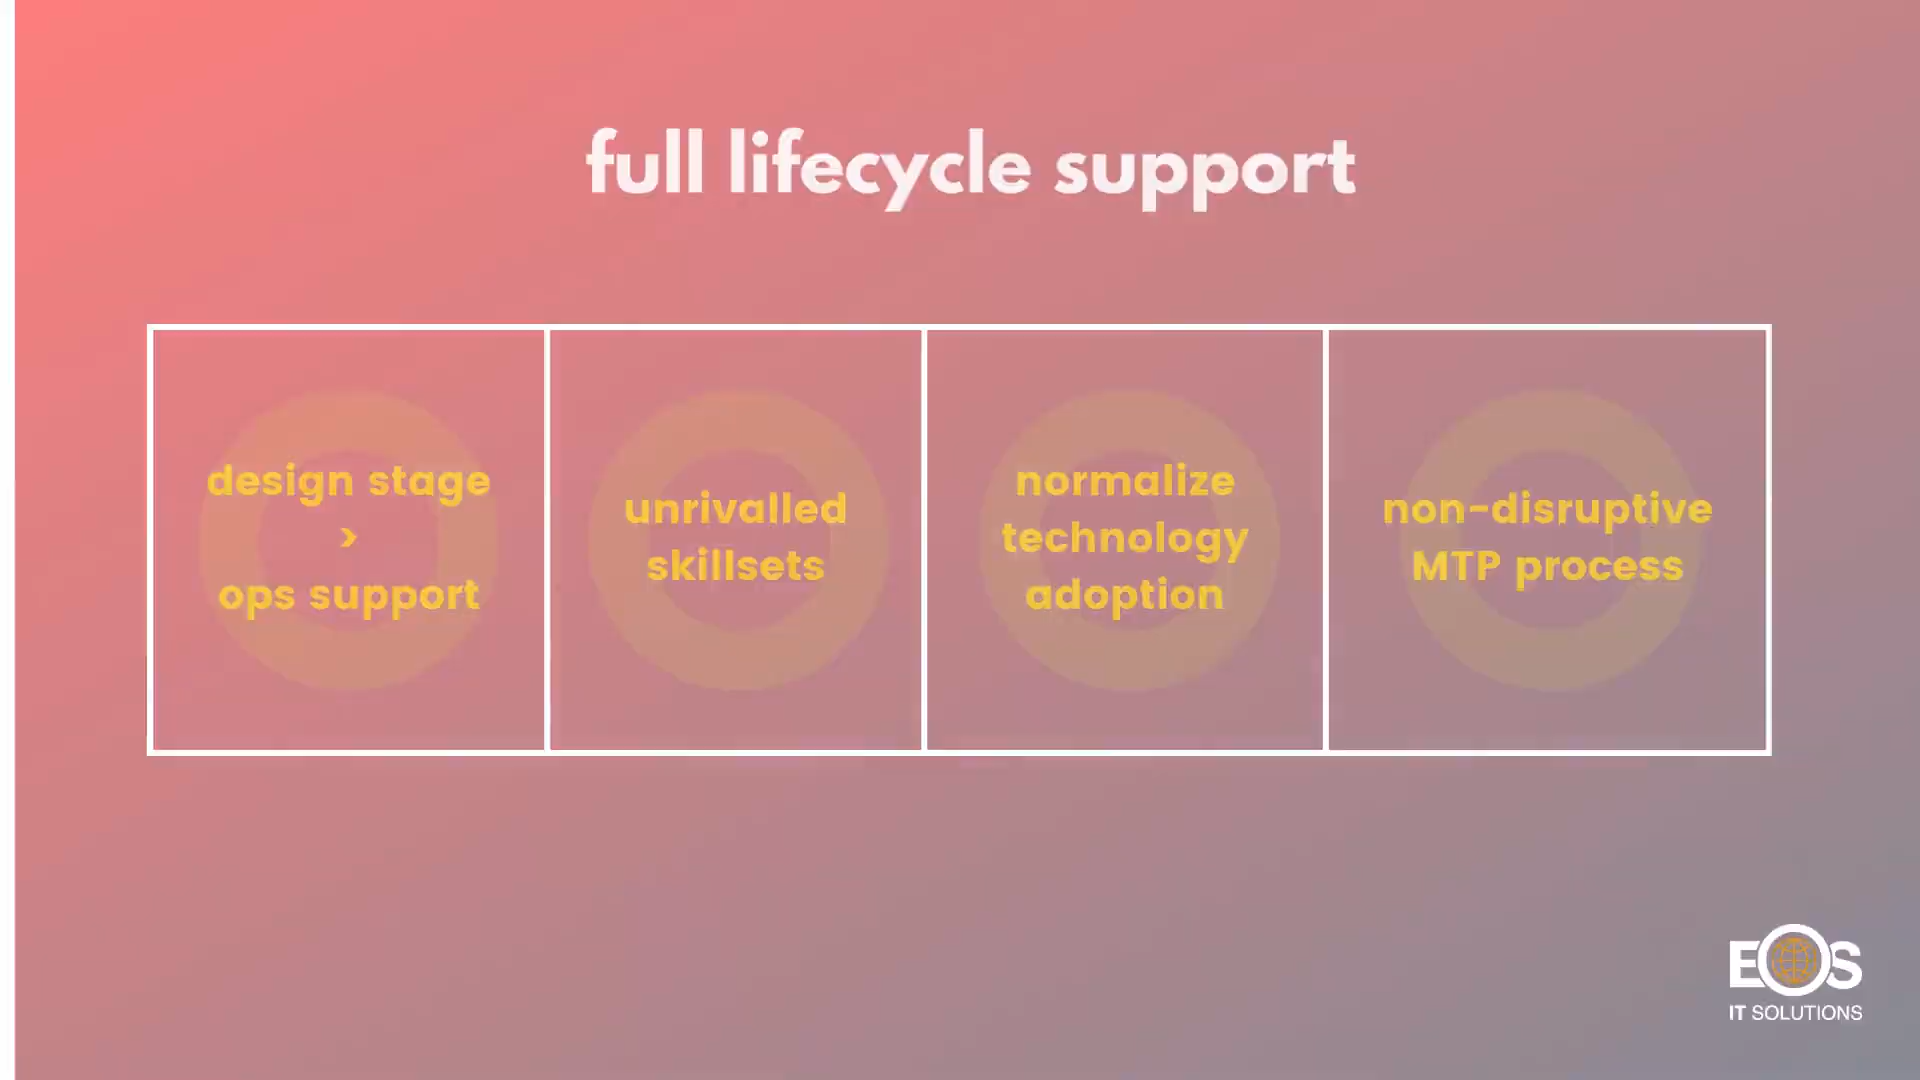 full lifecycle support
design stage
>
ops support
unrivalled
skillsets
normalize
technology
adoption
non-disruptive
MTP process
EOS
IT SOLUTIONS